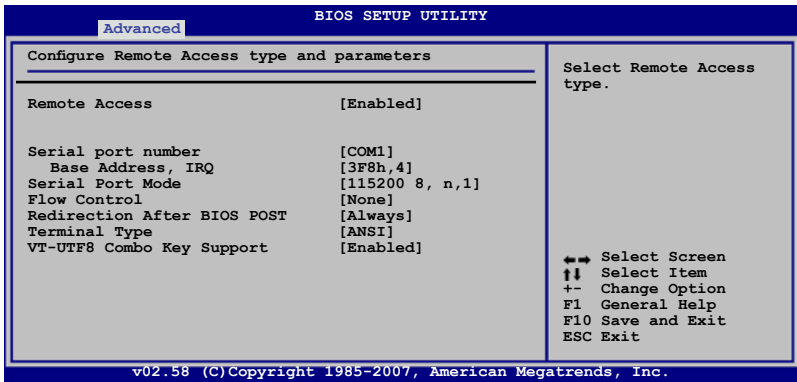 BIOS SETUP UTILITY
Advanced
Configure Remote Access type and parameters
Remote Access [Enabled]
Serial port number [COM1]
Base Address, IRQ [3F8h,4]
Serial Port Mode [115200 8, n,1]
Flow Control [None]
Redirection After BIOS POST [Always]
Terminal Type [ANSI]
VT-UTF8 Combo Key Support [Enabled]
Select Remote Access
type.
Select Screen
Select Item
+- Change Option
F1 General Help
F10 Save and Exit
ESC Exit
v02.58 (C)Copyright 1985-2007, American Megatrends, Inc.